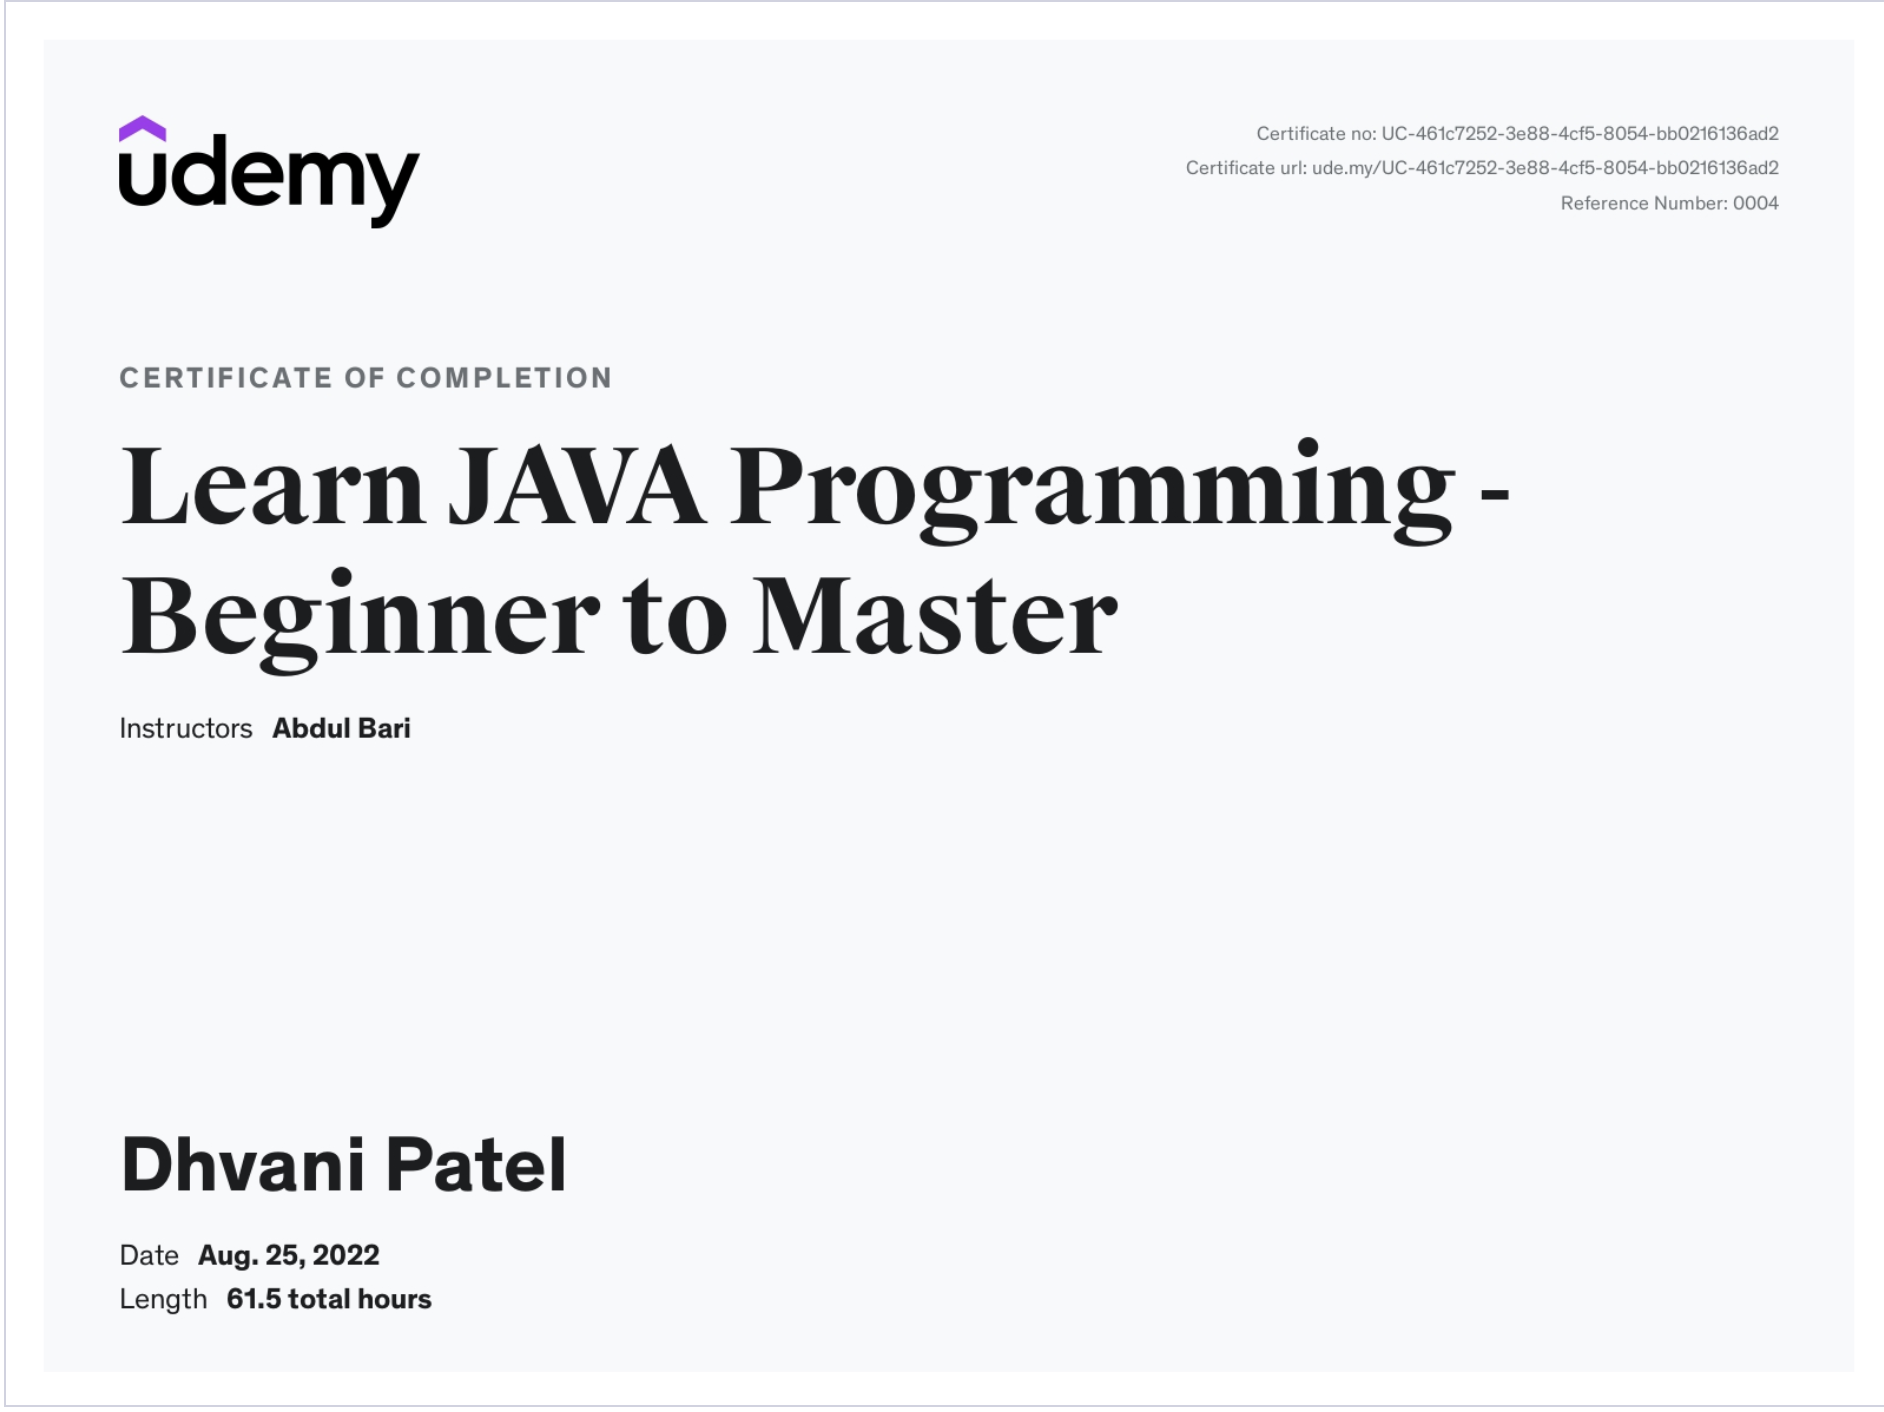 udemy
Certificate no: UC-461c7252-3e88-4cf5-8054-bb0216136ad2
Certificate url: ude.my/UC-461c7252-3e88-4cf5-8054-bb0216136ad2
Reference Number: 0004
CERTIFICATE OF COMPLETION
Learn JAVA Programming -
Beginner to Master
Instructors Abdul Bari
Dhvani Patel
Date Aug. 25, 2022
Length 61.5 total hours